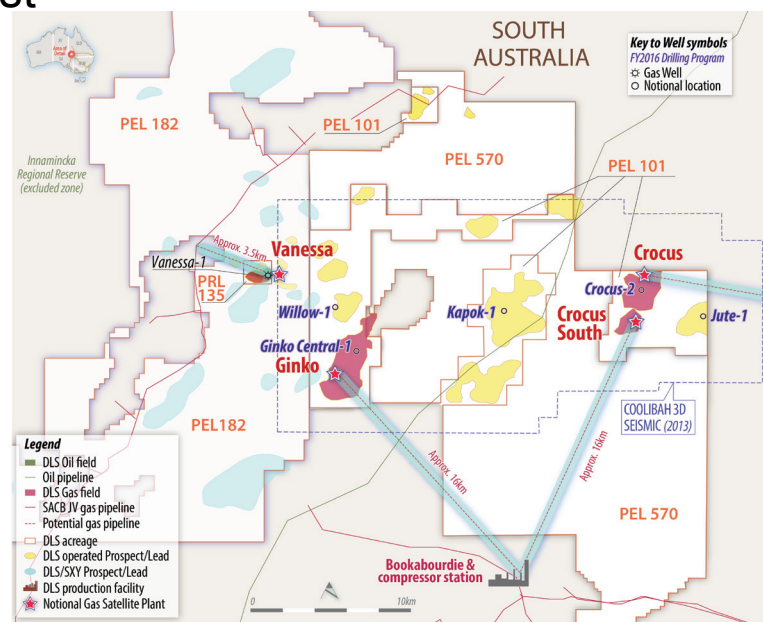 SOUTH
AUSTRALIA
Key to Well symbols
FY2016 Drilling Program
Gas Well
Notional location
PEL 182
PEL 101
PEL 570
PEL 101
Innamincka
Regional Reserve
(excluded zone)
Approx. 3.5km
Vanessa
Vanessa-1
PRL
135
Willow-1
Ginko Central-1
Ginko
Kapok-1
Crocus
Crocus-2
Crocus
South
Jute-1
COOLIBAH 3D
SEISMIC (2013)
PEL182
Approx. 16km
Approx. 16km
PEL 570
Bookabourdie &
compressor station
Legend
DLS Oil field
Oil pipeline
DLS Gas field
SACB JV gas pipeline
Potential gas pipeline
DLS acreage
DLS operated Prospect/Lead
DLS/SXY Prospect/Lead
DLS production facility
Notional Gas Satellite Plant
0 10km